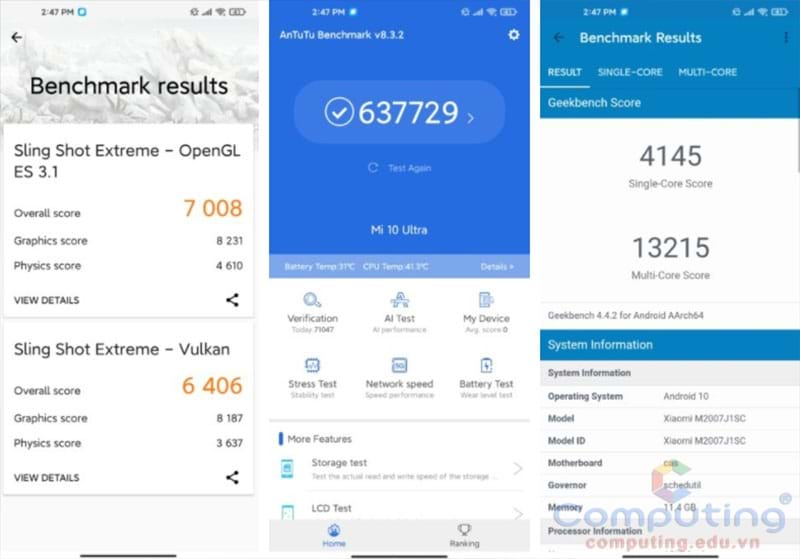 2:47 PM
Benchmark results
Sling Shot Extreme - OpenGL
ES 3.1
Overall score 7 008
Graphics score 8 231
Physics score 4 610
VIEW DETAILS
Sling Shot Extreme - Vulkan
Overall score 6 406
Graphics score 8 187
Physics score 3 637
VIEW DETAILS
2:47 PM
AnTuTu Benchmark v8.3.2
637729
Test Again
Mi 10 Ultra
Battery Temp:31°C CPU Temp:41.3°C Details >
Verification AI Test My Device
Today 71047 AI performance Avg. score 0
Stress Test Network speed Battery Test
Stability test Speed performance Wear level test
More Features
Storage test
Test the actual read and write speed of the storage ...
LCD Test
Home Ranking
2:47 PM
Benchmark Results
RESULT SINGLE-CORE MULTI-CORE
Geekbench Score
4145
Single-Core Score
13215
Multi-Core Score
Geekbench 4.4.2 for Android AArch64
System Information
System Information
Operating System Android 10
Model Xiaomi M2007J1SC
Model ID Xiaomi M2007J1SC
Motherboard cas
Governor schedutil
Memory 11.4 GB
Processor Information
Computing®
computing.edu.vn